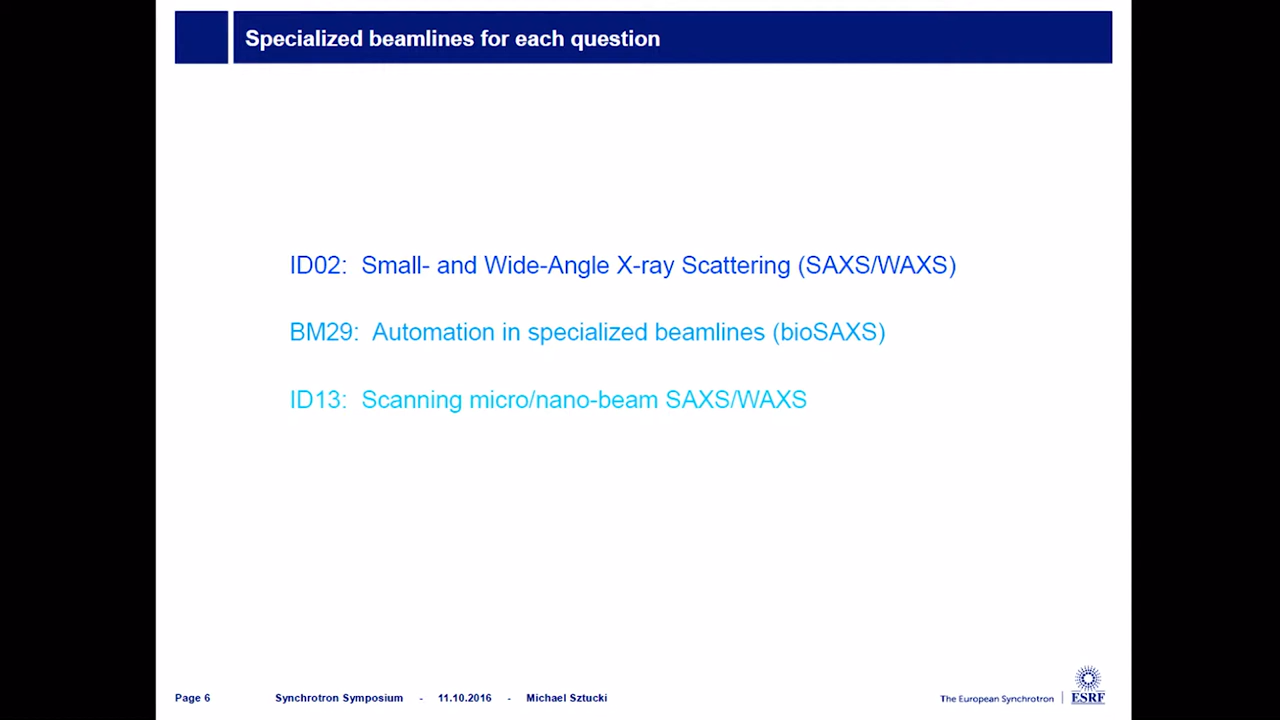 Specialized beamlines for each question
ID02: Small- and Wide-Angle X-ray Scattering (SAXS/WAXS)
BM29: Automation in specialized beamlines (bioSAXS)
ID13: Scanning micro/nano-beam SAXS/WAXS
Page 6 Synchrotron Symposium - 11.10.2016 - Michael Sztucki
The European Synchrotron | ESRF